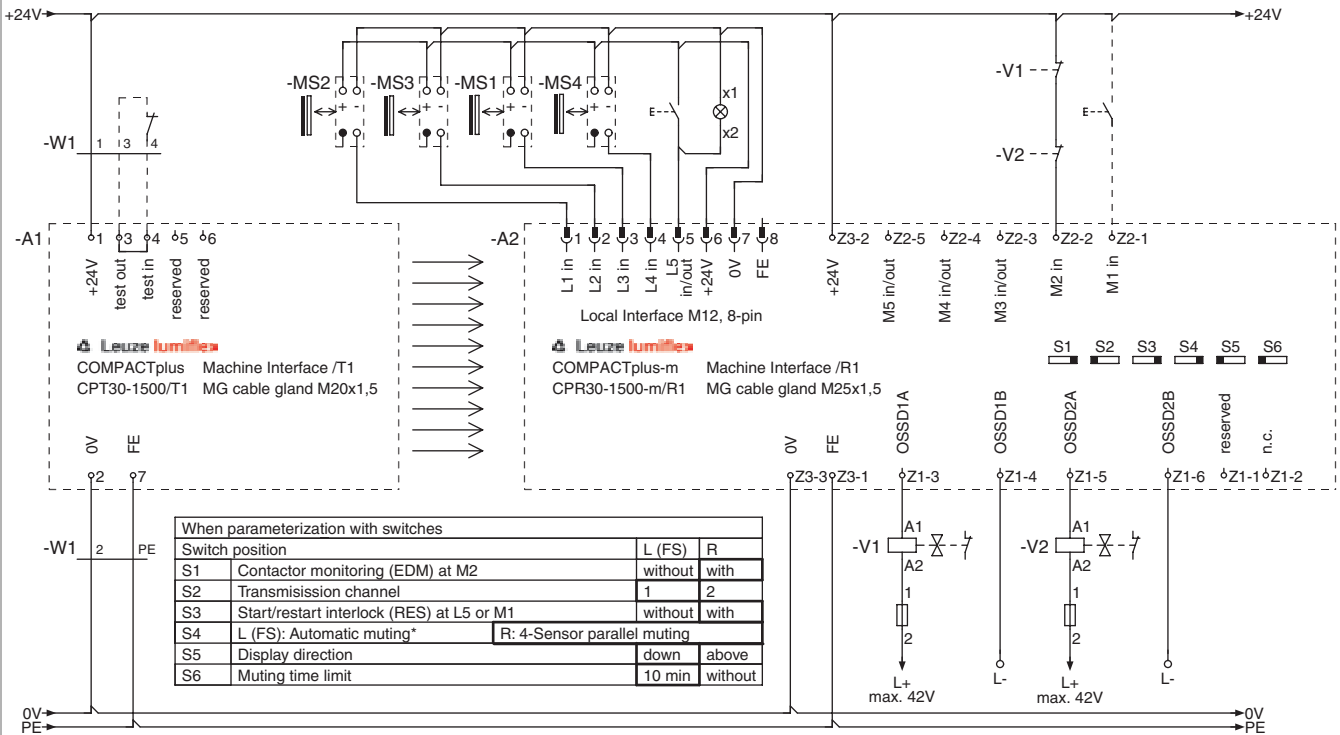 +24V +24V
-MS2 -MS3 -MS1 -MS4
+ - + - + - + -
x1
x2
E
-V1
E
-V2
-W1 1 3 4
-A1 1 3 4 5 6
+24V
test out
test in
reserved
reserved
Leuze lumiflex
COMPACTplus Machine Interface /T1
CPT30-1500/T1 MG cable gland M20x1,5
0V
FE
2 7
-W1 2 PE
-A2 1 2 3 4 5 6 7 8
L1 in
L2 in
L3 in
L4 in
L5
in/out
+24V
0V
FE
Local Interface M12, 8-pin
Leuze lumiflex
COMPACTplus-m Machine Interface /R1
CPR30-1500-m/R1 MG cable gland M25x1,5
Z3-2 Z2-5 Z2-4 Z2-3 Z2-2 Z2-1
+24V
M5 in/out
M4 in/out
M3 in/out
M2 in
M1 in
S1 S2 S3 S4 S5 S6
0V
FE
OSSD1A
OSSD1B
OSSD2A
OSSD2B
reserved
n.c.
Z3-3 Z3-1 Z1-3 Z1-4 Z1-5 Z1-6 Z1-1 Z1-2
When parameterization with switches
Switch position L (FS) R
S1 Contactor monitoring (EDM) at M2 without with
S2 Transmisission channel 1 2
S3 Start/restart interlock (RES) at L5 or M1 without with
S4 L (FS): Automatic muting* R: 4-Sensor parallel muting
S5 Display direction down above
S6 Muting time limit 10 min without
A1 A1
-V1 -V2
A2 A2
1 1
2 2
L+ L- L+ L-
max. 42V max. 42V
0V 0V
PE PE